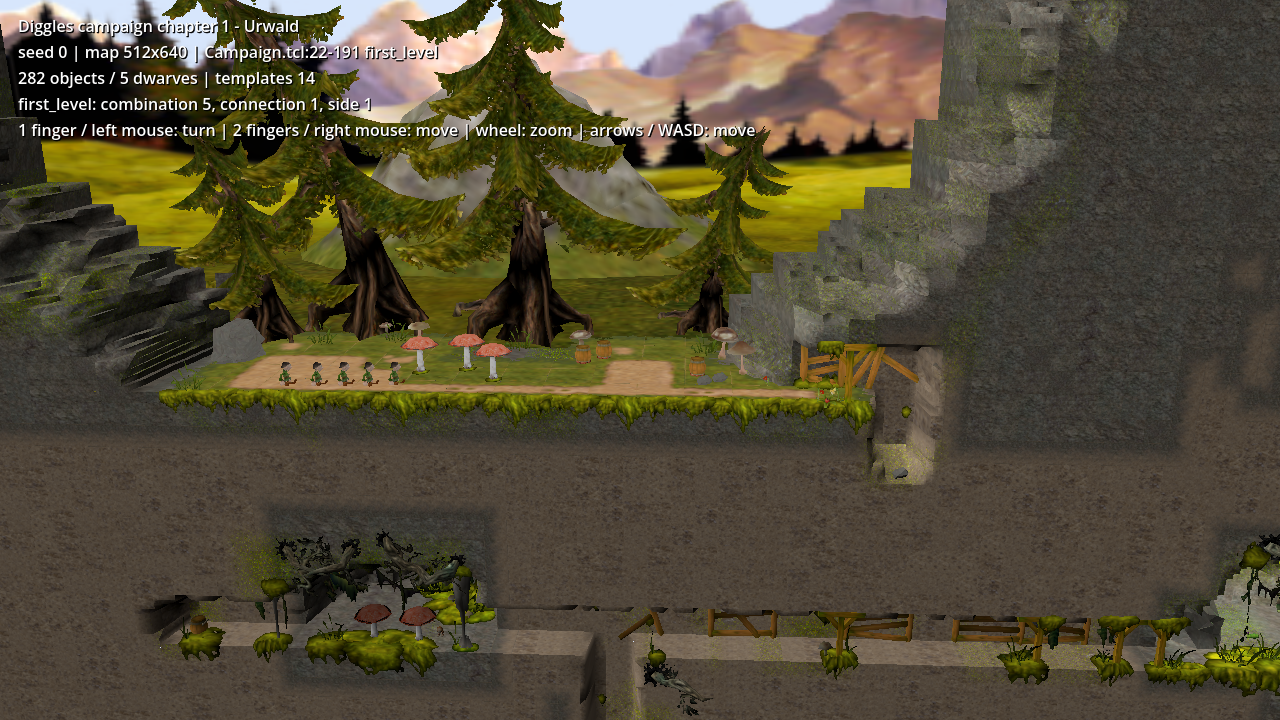 Diggles campaign chapter 1 - Urwald
seed 0 | map 512x640 | Campaign.tcl:22-191 first_level
282 objects / 5 dwarves | templates 14
first_level: combination 5, connection 1, side 1
1 finger / left mouse: turn | 2 fingers / right mouse: move | wheel: zoom | arrows / WASD: move